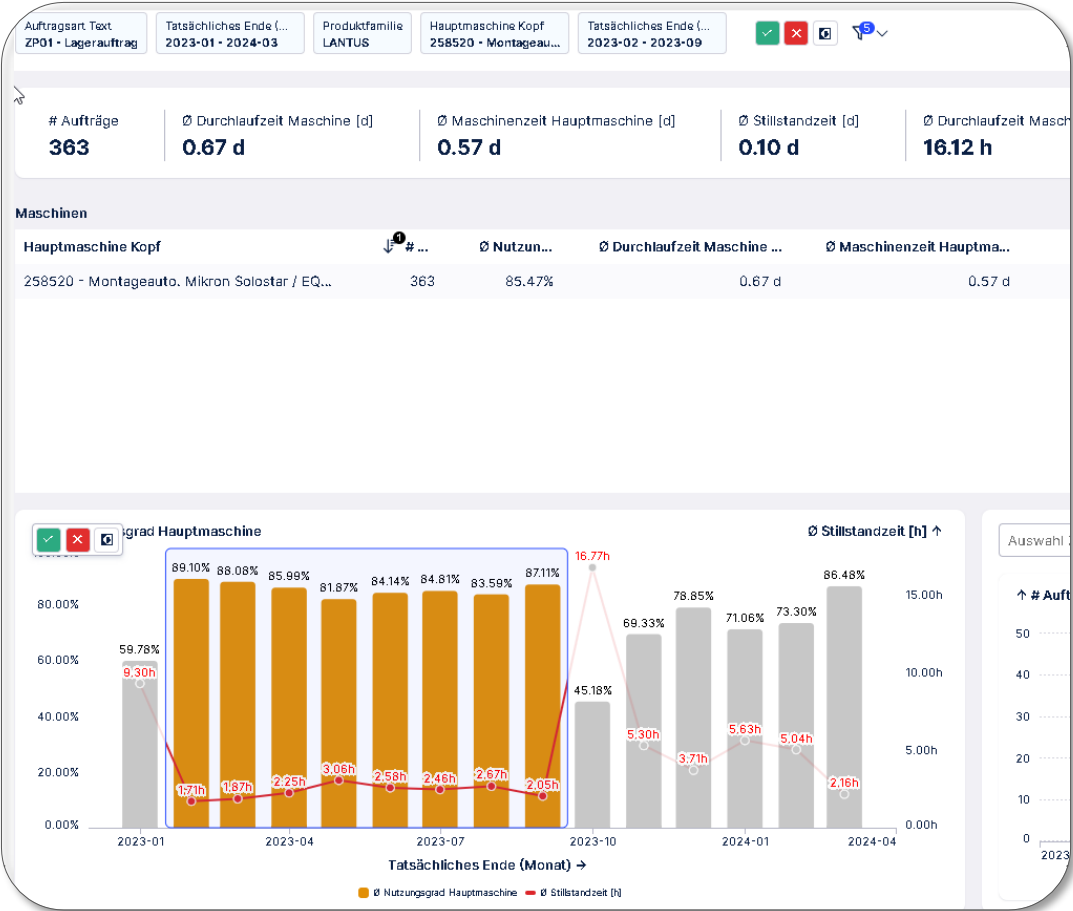 Auftragsart Text
ZP01 - Lagerauftrag
Tatsächliches Ende (...
2023-01 - 2024-03
Produktfamilie
LANTUS
Hauptmaschine Kopf
258520 - Montageau...
Tatsächliches Ende (...
2023-02 - 2023-09
5
# Aufträge
363
Ø Durchlaufzeit Maschine [d]
0.67 d
Ø Maschinenzeit Hauptmaschine [d]
0.57 d
Ø Stillstandzeit [d]
0.10 d
Ø Durchlaufzeit Masch
16.12 h
Maschinen
Hauptmaschine Kopf
1
# ...
Ø Nutzun...
Ø Durchlaufzeit Maschine ...
Ø Maschinenzeit Hauptma...
258520 - Montageauto. Mikron Solostar / EQ...
363
85.47%
0.67 d
0.57 d
sgrad Hauptmaschine
Ø Stillstandzeit [h] ↑
80.00%
60.00%
40.00%
20.00%
0.00%
59.78%
89.10%
88.08%
85.99%
81.87%
84.14%
84.81%
83.59%
87.11%
45.18%
69.33%
78.85%
71.06%
73.30%
86.48%
9.30h
1.71h
1.87h
2.25h
3.06h
2.58h
2.46h
2.67h
2.05h
16.77h
5.30h
3.71h
5.63h
5.04h
2.16h
15.00h
10.00h
5.00h
0.00h
2023-01
2023-04
2023-07
2023-10
2024-01
2024-04
Tatsächliches Ende (Monat) →
Ø Nutzungsgrad Hauptmaschine
Ø Stillstandzeit [h]
Auswahl
↑ # Auft
50
40
30
20
10
0
2023